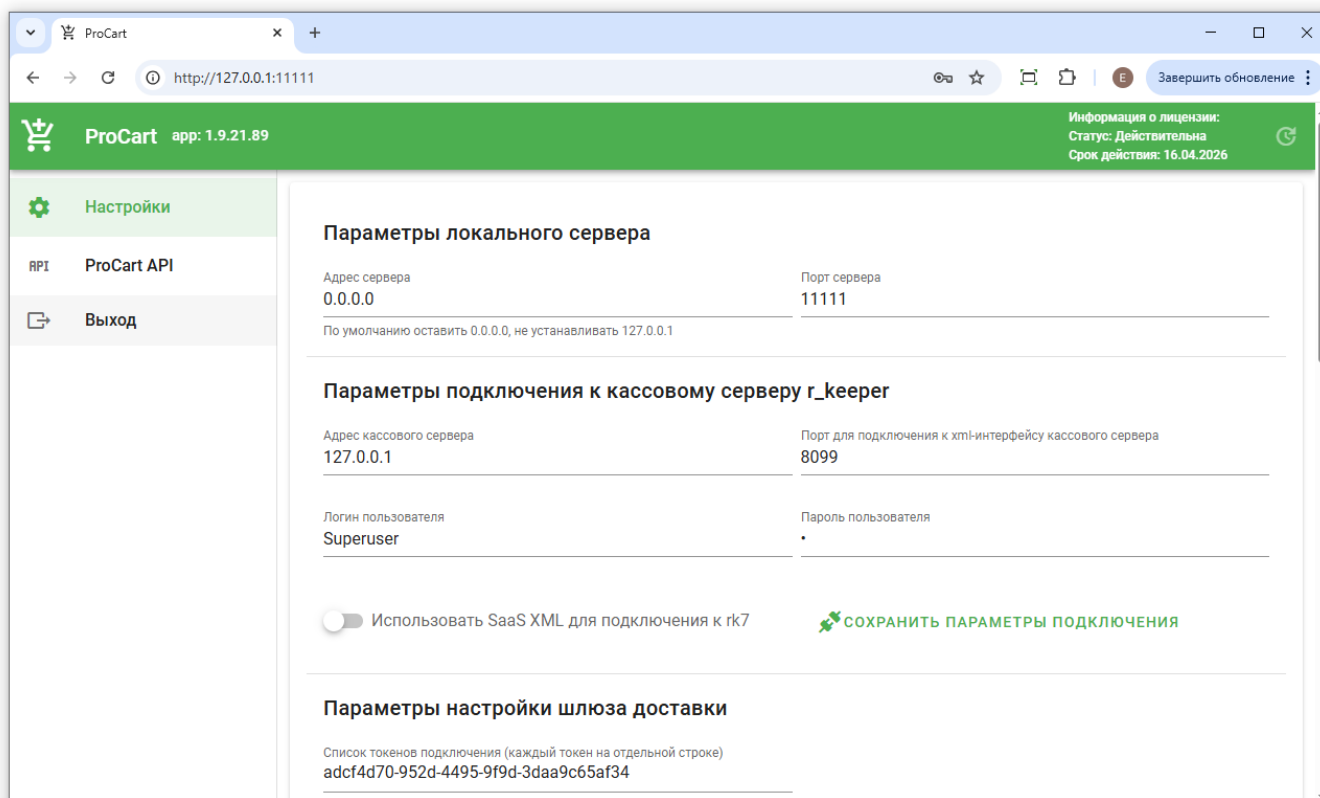 ProCart
http://127.0.0.1:11111
E
Завершить обновление
ProCart app: 1.9.21.89
Информация о лицензии:
Статус: Действительна
Срок действия: 16.04.2026
Настройки
API ProCart API
Выход
Параметры локального сервера
Адрес сервера Порт сервера
0.0.0.0 11111
По умолчанию оставить 0.0.0.0, не устанавливать 127.0.0.1
Параметры подключения к кассовому серверу r_keeper
Адрес кассового сервера Порт для подключения к xml-интерфейсу кассового сервера
127.0.0.1 8099
Логин пользователя Пароль пользователя
Superuser •
Использовать SaaS XML для подключения к rk7 СОХРАНИТЬ ПАРАМЕТРЫ ПОДКЛЮЧЕНИЯ
Параметры настройки шлюза доставки
Список токенов подключения (каждый токен на отдельной строке)
adcf4d70-952d-4495-9f9d-3daa9c65af34